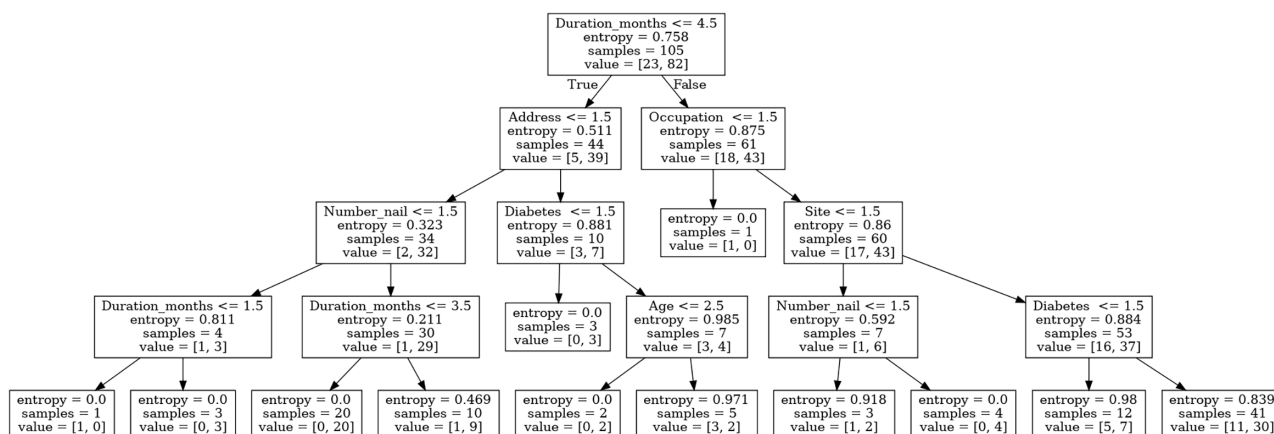 Duration_months <= 4.5
entropy = 0.758
samples = 105
value = [23, 82]
True
False
Address <= 1.5
entropy = 0.511
samples = 44
value = [5, 39]
Occupation <= 1.5
entropy = 0.875
samples = 61
value = [18, 43]
Number_nail <= 1.5
entropy = 0.323
samples = 34
value = [2, 32]
Diabetes <= 1.5
entropy = 0.881
samples = 10
value = [3, 7]
entropy = 0.0
samples = 1
value = [1, 0]
Site <= 1.5
entropy = 0.86
samples = 60
value = [17, 43]
Duration_months <= 1.5
entropy = 0.811
samples = 4
value = [1, 3]
Duration_months <= 3.5
entropy = 0.211
samples = 30
value = [1, 29]
entropy = 0.0
samples = 3
value = [0, 3]
Age <= 2.5
entropy = 0.985
samples = 7
value = [3, 4]
Number_nail <= 1.5
entropy = 0.592
samples = 7
value = [1, 6]
Diabetes <= 1.5
entropy = 0.884
samples = 53
value = [16, 37]
entropy = 0.0
samples = 1
value = [1, 0]
entropy = 0.0
samples = 3
value = [0, 3]
entropy = 0.0
samples = 20
value = [0, 20]
entropy = 0.469
samples = 10
value = [1, 9]
entropy = 0.0
samples = 2
value = [0, 2]
entropy = 0.971
samples = 5
value = [3, 2]
entropy = 0.918
samples = 3
value = [1, 2]
entropy = 0.0
samples = 4
value = [0, 4]
entropy = 0.98
samples = 12
value = [5, 7]
entropy = 0.839
samples = 41
value = [11, 30]